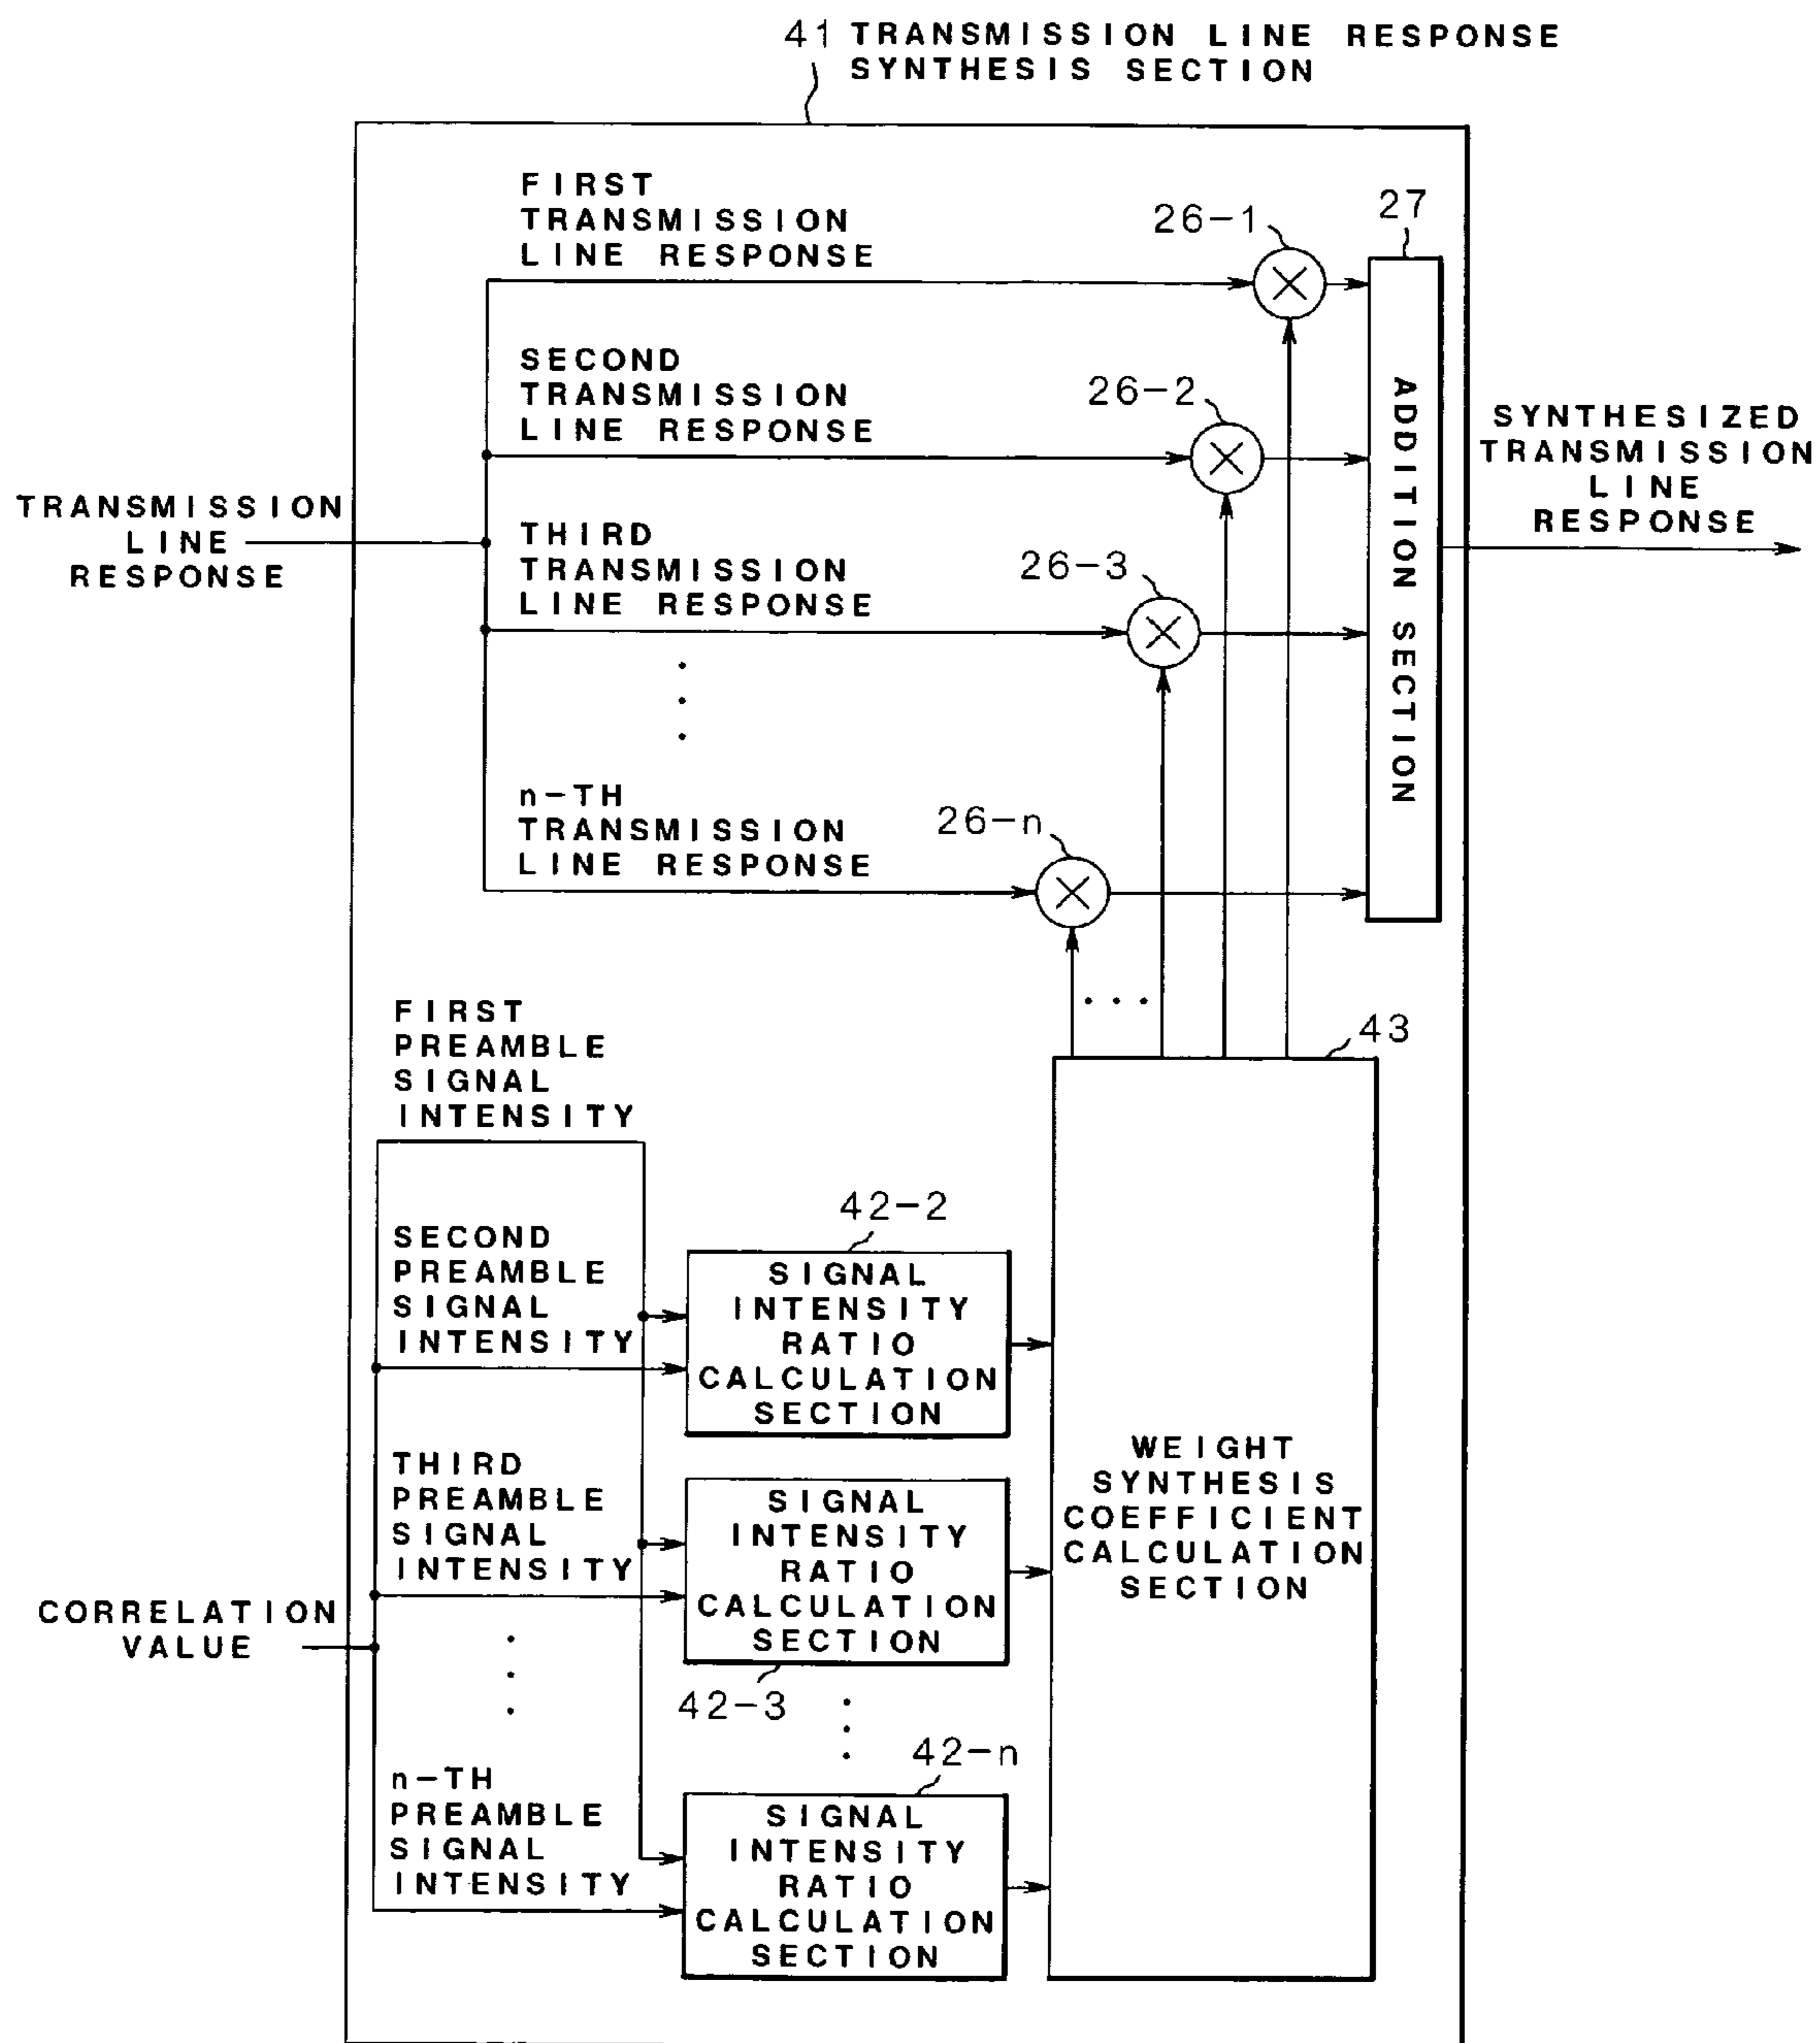 41 TRANSMISSION LINE RESPONSE
SYNTHESIS SECTION
FIRST
TRANSMISSION
LINE RESPONSE
26-1
27
SECOND
TRANSMISSION
LINE RESPONSE
26-2
ADDITION SECTION
SYNTHESIZED
TRANSMISSION
LINE
RESPONSE
TRANSMISSION
LINE
RESPONSE
THIRD
TRANSMISSION
LINE RESPONSE
26-3
n-TH
TRANSMISSION
LINE RESPONSE
26-n
FIRST
PREAMBLE
SIGNAL
INTENSITY
43
SECOND
PREAMBLE
SIGNAL
INTENSITY
42-2
SIGNAL
INTENSITY
RATIO
CALCULATION
SECTION
WEIGHT
SYNTHESIS
COEFFICIENT
CALCULATION
SECTION
THIRD
PREAMBLE
SIGNAL
INTENSITY
SIGNAL
INTENSITY
RATIO
CALCULATION
SECTION
42-3
CORRELATION
VALUE
n-TH
PREAMBLE
SIGNAL
INTENSITY
42-n
SIGNAL
INTENSITY
RATIO
CALCULATION
SECTION